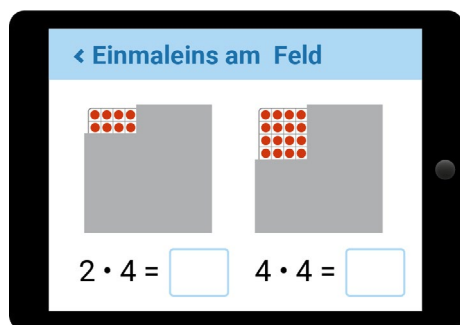 ‹ Einmaleins am Feld
2 • 4 =
4 • 4 =